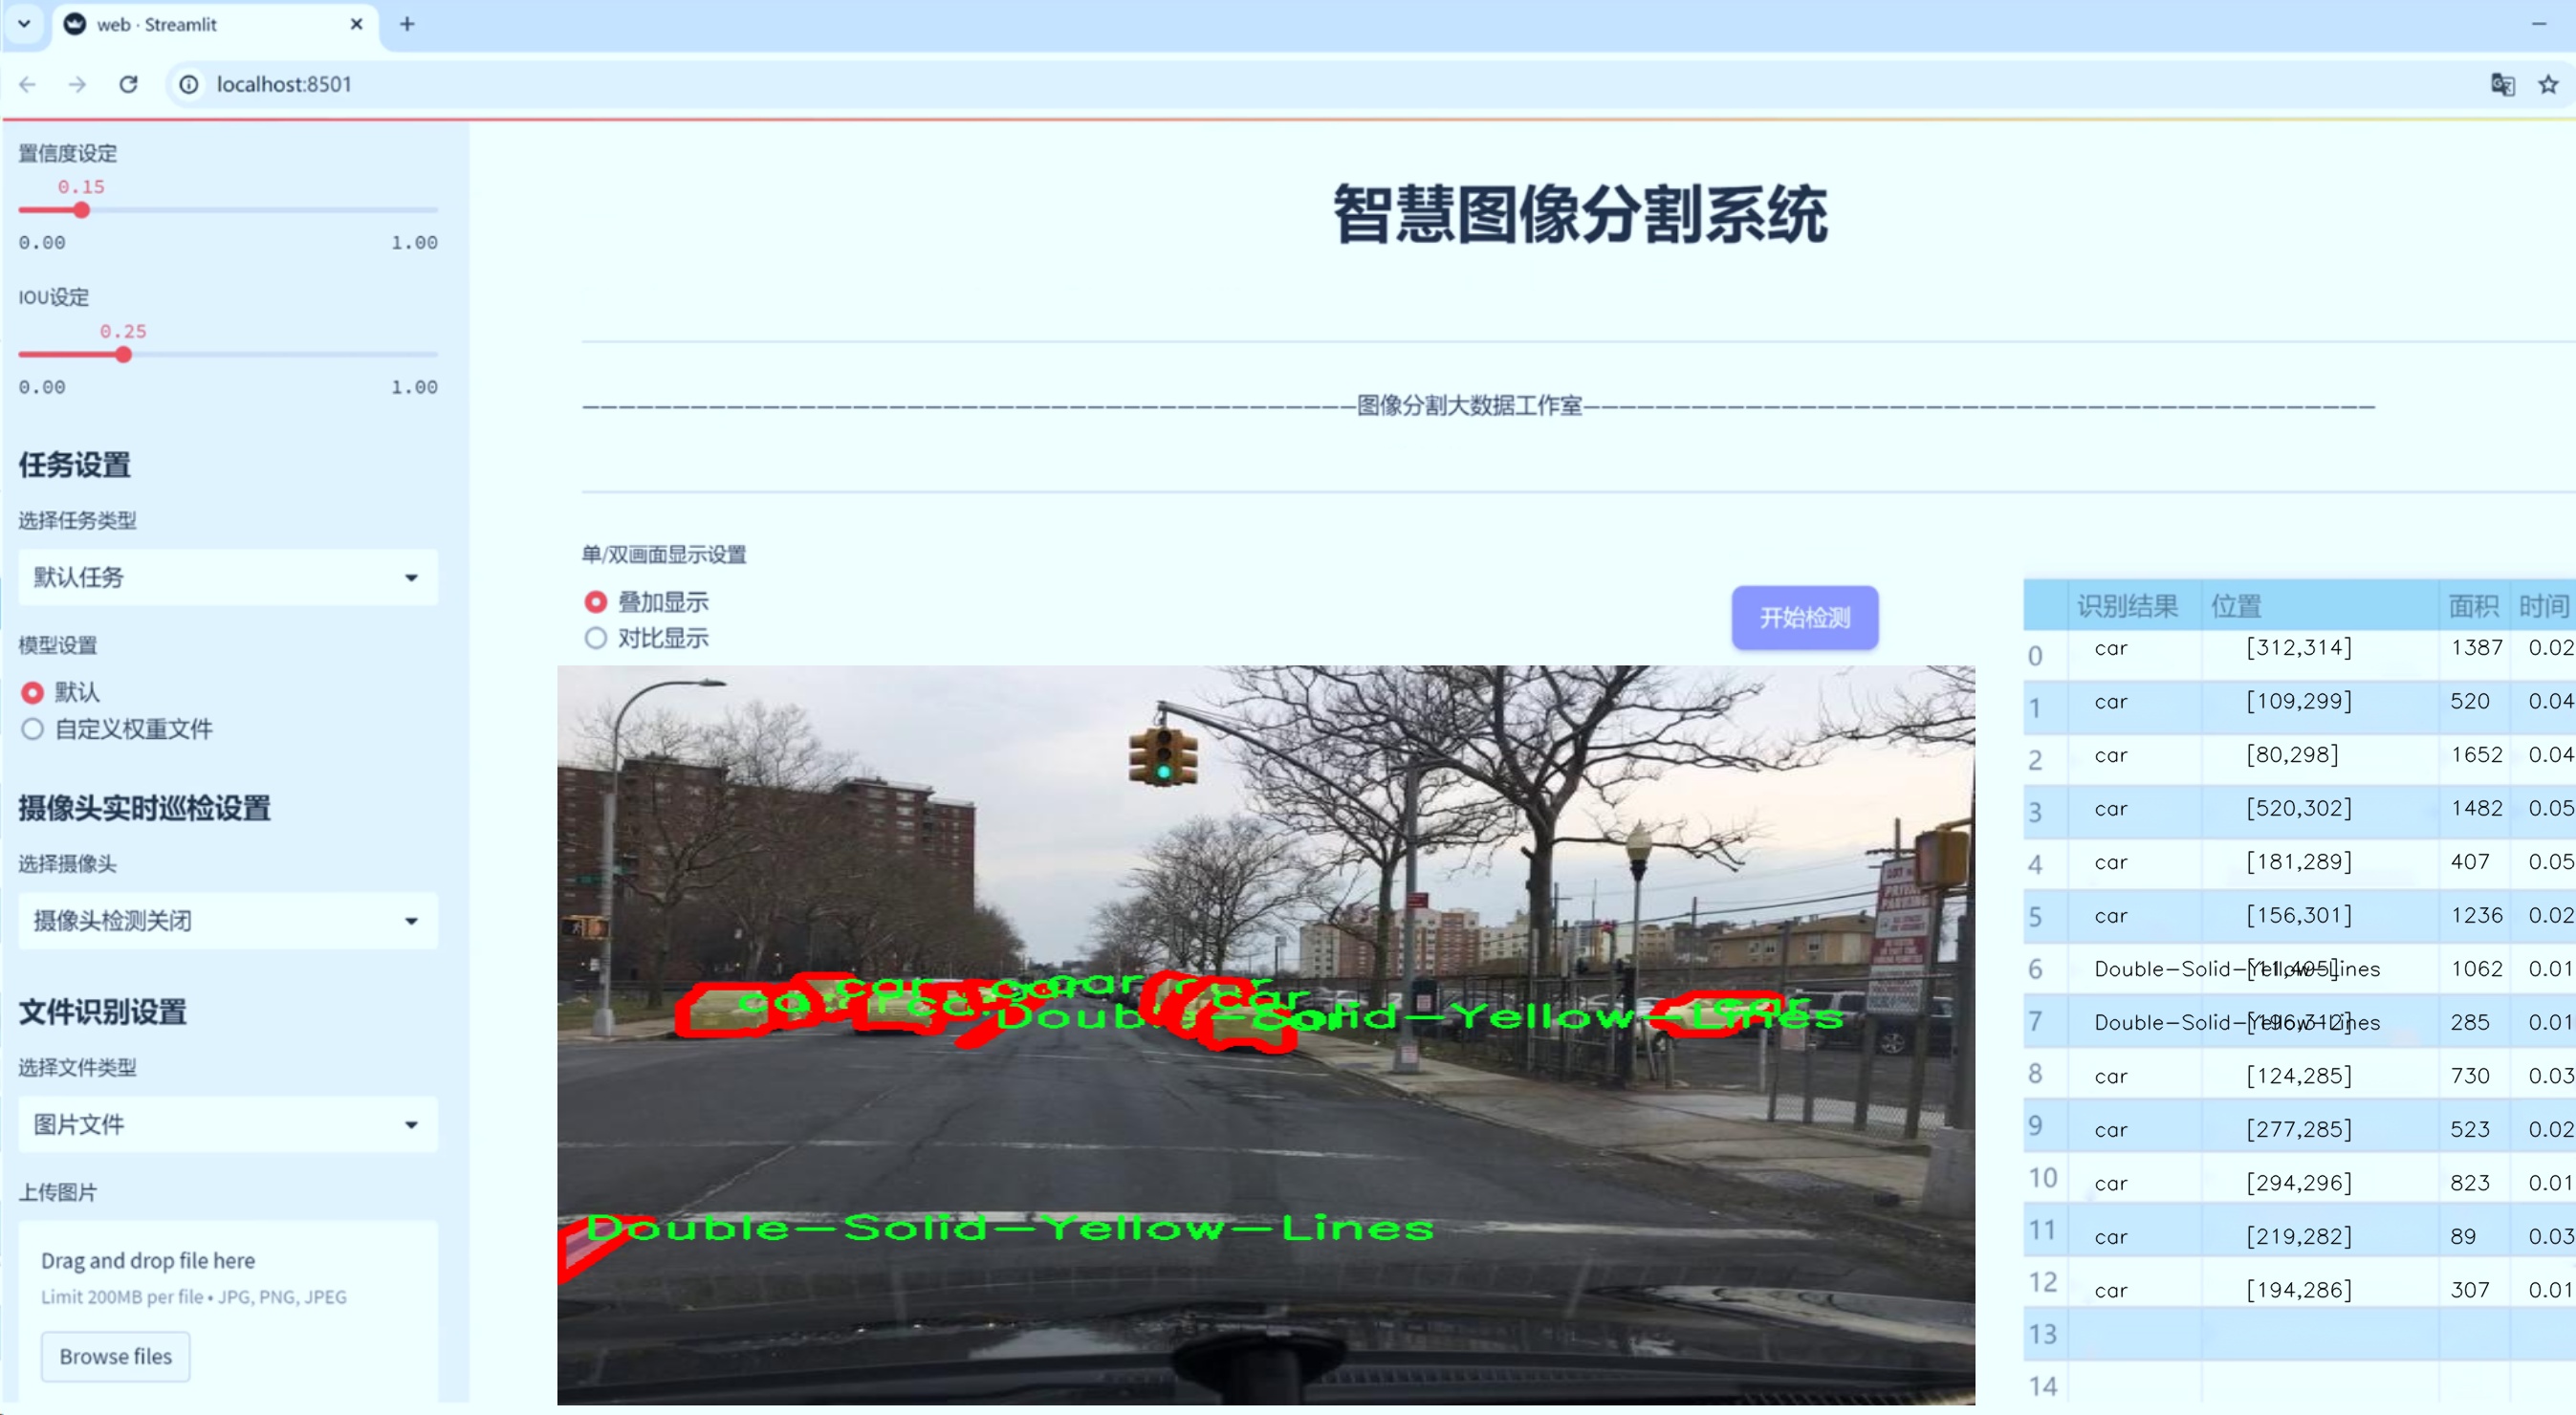 web · Streamlit
localhost:8501
置信度设定
0.15
0.00 1.00
IOU设定
0.25
0.00 1.00
任务设置
选择任务类型
默认任务
模型设置
默认
自定义权重文件
摄像头实时巡检设置
选择摄像头
摄像头检测关闭
文件识别设置
选择文件类型
图片文件
上传图片
Drag and drop file here
Limit 200MB per file • JPG, PNG, JPEG
Browse files
智慧图像分割系统
图像分割大数据工作室
单/双画面显示设置
叠加显示
对比显示
开始检测
car
car
car
car
car
car
Double-Solid-Yellow-Lines
Double-Solid-Yellow-Lines
识别结果 位置 面积 时间
0 car [312,314] 1387 0.02
1 car [109,299] 520 0.04
2 car [80,298] 1652 0.04
3 car [520,302] 1482 0.05
4 car [181,289] 407 0.05
5 car [156,301] 1236 0.02
6 Double-Solid-Yellow-Lines [11,405] 1062 0.01
7 Double-Solid-Yellow-Lines [196,312] 285 0.01
8 car [124,285] 730 0.03
9 car [277,285] 523 0.02
10 car [294,296] 823 0.01
11 car [219,282] 89 0.03
12 car [194,286] 307 0.01
13
14